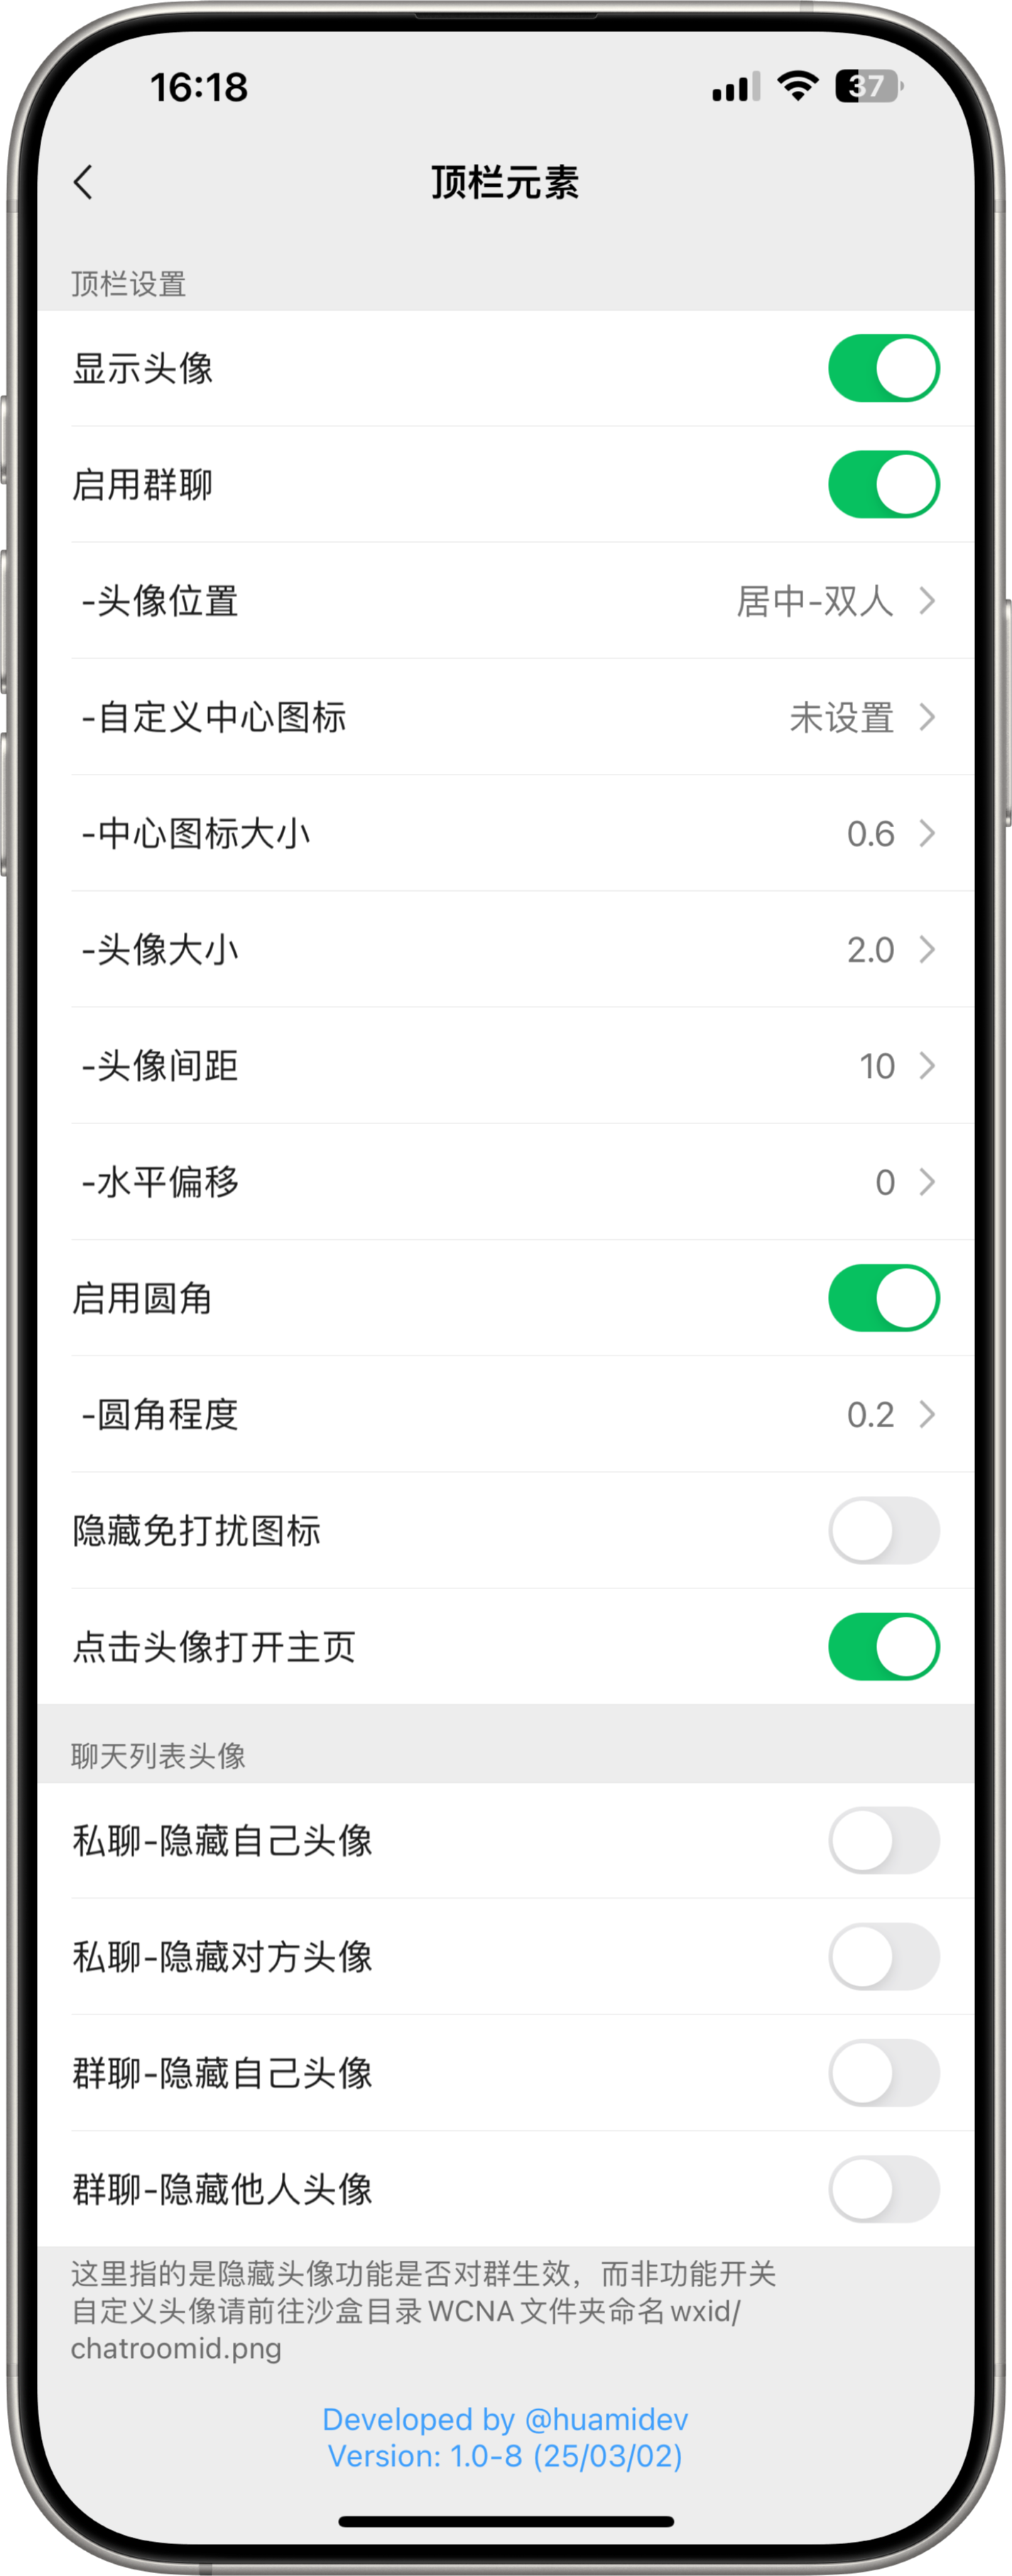 16:18
37
顶栏元素
顶栏设置
显示头像
启用群聊
-头像位置 居中-双人
-自定义中心图标 未设置
-中心图标大小 0.6
-头像大小 2.0
-头像间距 10
-水平偏移 0
启用圆角
-圆角程度 0.2
隐藏免打扰图标
点击头像打开主页
聊天列表头像
私聊-隐藏自己头像
私聊-隐藏对方头像
群聊-隐藏自己头像
群聊-隐藏他人头像
这里指的是隐藏头像功能是否对群生效，而非功能开关
自定义头像请前往沙盒目录WCNA文件夹命名wxid/
chatroomid.png
Developed by @huamidev
Version: 1.0-8 (25/03/02)